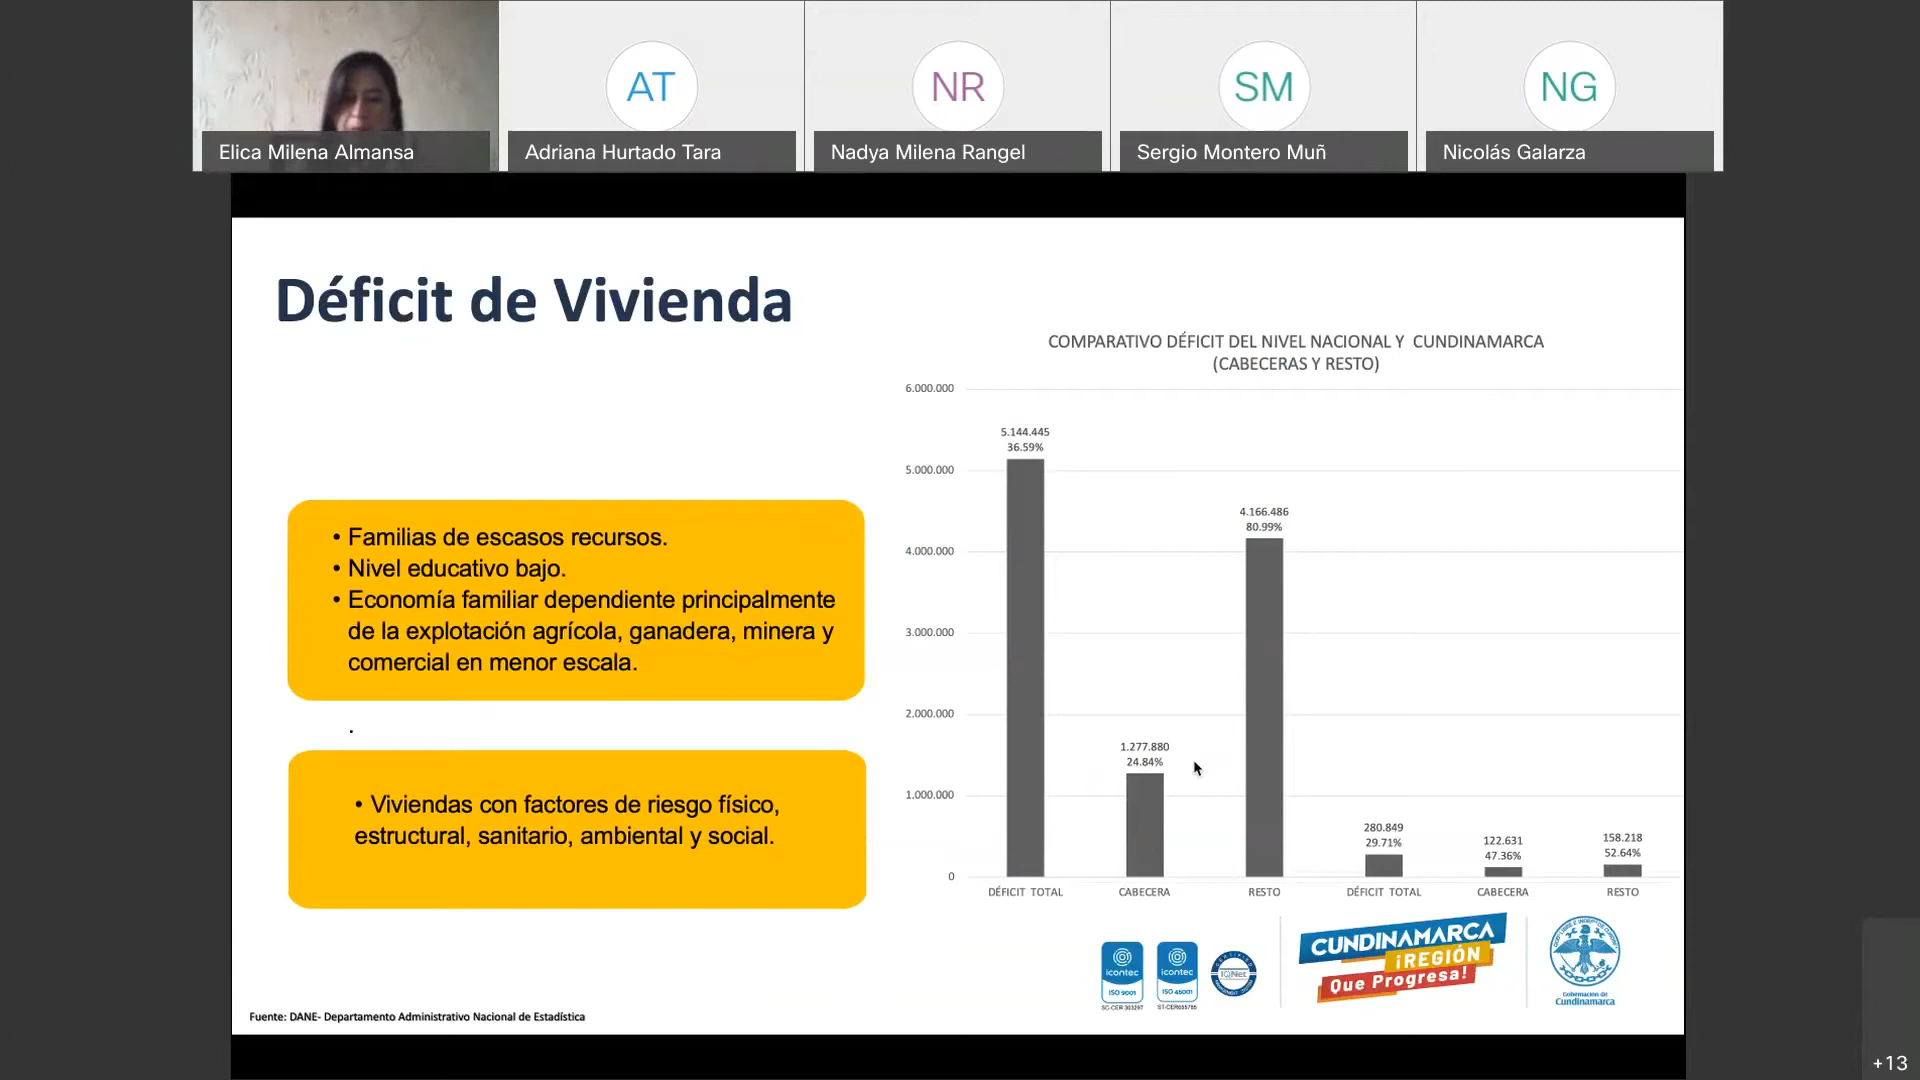 AT
NR
SM
NG
Elica Milena Almansa
Adriana Hurtado Tara
Nadya Milena Rangel
Sergio Montero Muñ
Nicolás Galarza
Déficit de Vivienda
• Familias de escasos recursos.
• Nivel educativo bajo.
• Economía familiar dependiente principalmente
de la explotación agrícola, ganadera, minera y
comercial en menor escala.
.
• Viviendas con factores de riesgo físico,
estructural, sanitario, ambiental y social.
COMPARATIVO DÉFICIT DEL NIVEL NACIONAL Y CUNDINAMARCA
(CABECERAS Y RESTO)
6.000.000
5.000.000
4.000.000
3.000.000
2.000.000
1.000.000
0
5.144.445
36.59%
1.277.880
24.84%
4.166.486
80.99%
280.849
29.71%
122.631
47.36%
158.218
52.64%
DÉFICIT TOTAL
CABECERA
RESTO
DÉFICIT TOTAL
CABECERA
RESTO
icontec
ISO 9001
SC-CER 303297
icontec
ISO 45001
ST-CER655785
IQNet
CUNDINAMARCA
¡REGIÓN
Que Progresa!
Gobernación de
Cundinamarca
Fuente: DANE- Departamento Administrativo Nacional de Estadística
+13